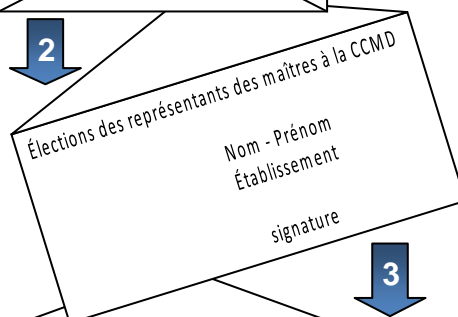 2
Élections des représentants des maîtres à la CCMD
Nom - Prénom
Établissement
signature
3